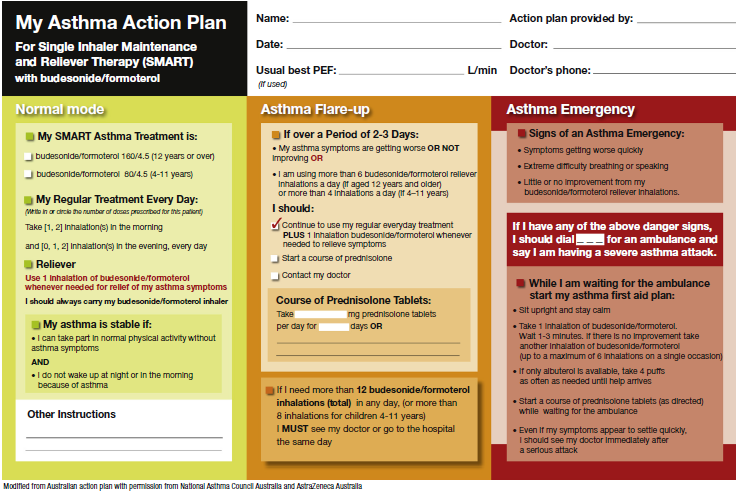 My Asthma Action Plan
For Single Inhaler Maintenance
and Reliever Therapy (SMART)
with budesonide/formoterol
Name:
Date:
Usual best PEF: L/min
(If used)
Action plan provided by:
Doctor:
Doctor's phone:
Normal mode
My SMART Asthma Treatment is:
budesonide/formoterol 160/4.5 (12 years or over)
budesonide/formoterol 80/4.5 (4-11 years)
My Regular Treatment Every Day:
(Write in or circle the number of doses prescribed for this patient)
Take [1, 2] inhalation(s) in the morning
and [0, 1, 2] inhalation(s) in the evening, every day
Reliever
Use 1 inhalation of budesonide/formoterol
whenever needed for relief of my asthma symptoms
I should always carry my budesonide/formoterol inhaler
My asthma is stable if:
• I can take part in normal physical activity without
asthma symptoms
AND
• I do not wake up at night or in the morning
because of asthma
Other Instructions
Asthma Flare-up
If over a Period of 2-3 Days:
• My asthma symptoms are getting worse OR NOT
improving OR
• I am using more than 6 budesonide/formoterol reliever
inhalations a day (if aged 12 years and older)
or more than 4 inhalations a day (if 4–11 years)
I should:
Continue to use my regular everyday treatment
PLUS 1 inhalation budesonide/formoterol whenever
needed to relieve symptoms
Start a course of prednisolone
Contact my doctor
Course of Prednisolone Tablets:
Take mg prednisolone tablets
per day for days OR
If I need more than 12 budesonide/formoterol
inhalations (total) in any day, (or more than
8 inhalations for children 4-11 years)
I MUST see my doctor or go to the hospital
the same day
Asthma Emergency
Signs of an Asthma Emergency:
• Symptoms getting worse quickly
• Extreme difficulty breathing or speaking
• Little or no improvement from my
budesonide/formoterol reliever inhalations.
If I have any of the above danger signs,
I should dial _ _ _ for an ambulance and
say I am having a severe asthma attack.
While I am waiting for the ambulance
start my asthma first aid plan:
• Sit upright and stay calm
• Take 1 inhalation of budesonide/formoterol.
Wait 1-3 minutes. If there is no improvement take
another inhalation of budesonide/formoterol
(up to a maximum of 6 inhalations on a single occasion)
• If only albuterol is available, take 4 puffs
as often as needed until help arrives
• Start a course of prednisolone tablets (as directed)
while waiting for the ambulance
• Even if my symptoms appear to settle quickly,
I should see my doctor immediately after
a serious attack
Modified from Australian action plan with permission from National Asthma Council Australia and AstraZeneca Australia